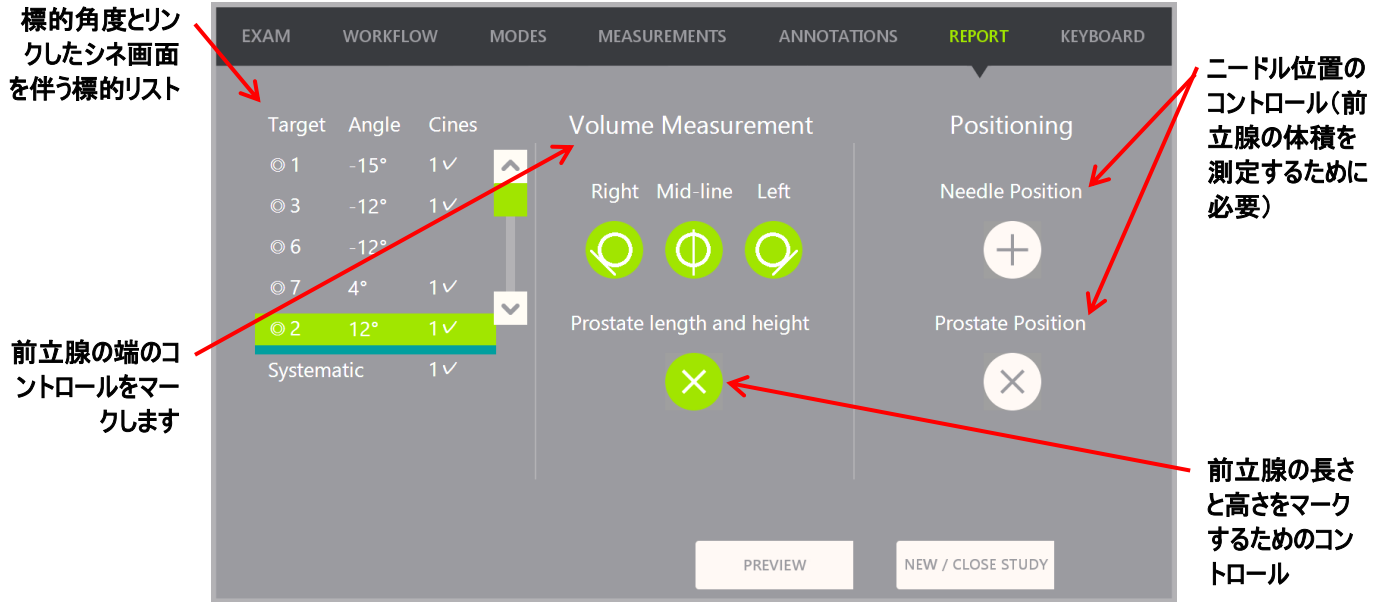 標的角度とリン
クしたシネ画面
を伴う標的リスト
EXAM WORKFLOW MODES MEASUREMENTS ANNOTATIONS REPORT KEYBOARD
ニードル位置の
コントロール（前
立腺の体積を
測定するために
必要）
Target Angle Cines
1 -15° 1✓
3 -12° 1✓
6 -12°
7 4° 1✓
2 12° 1✓
Systematic 1✓
Volume Measurement
Right Mid-line Left
Prostate length and height
Positioning
Needle Position
Prostate Position
前立腺の端のコ
ントロールをマー
クします
前立腺の長さ
と高さをマーク
するためのコン
トロール
PREVIEW
NEW / CLOSE STUDY